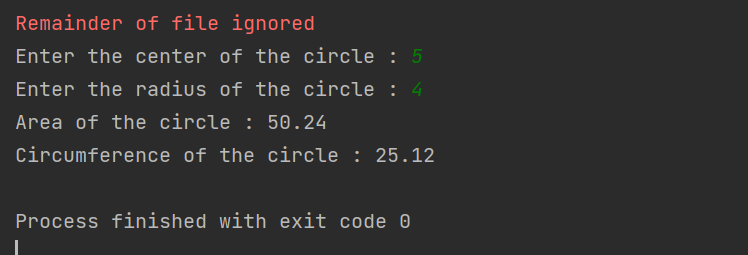 Remainder of file ignored
Enter the center of the circle : 5
Enter the radius of the circle : 4
Area of the circle : 50.24
Circumference of the circle : 25.12
Process finished with exit code 0